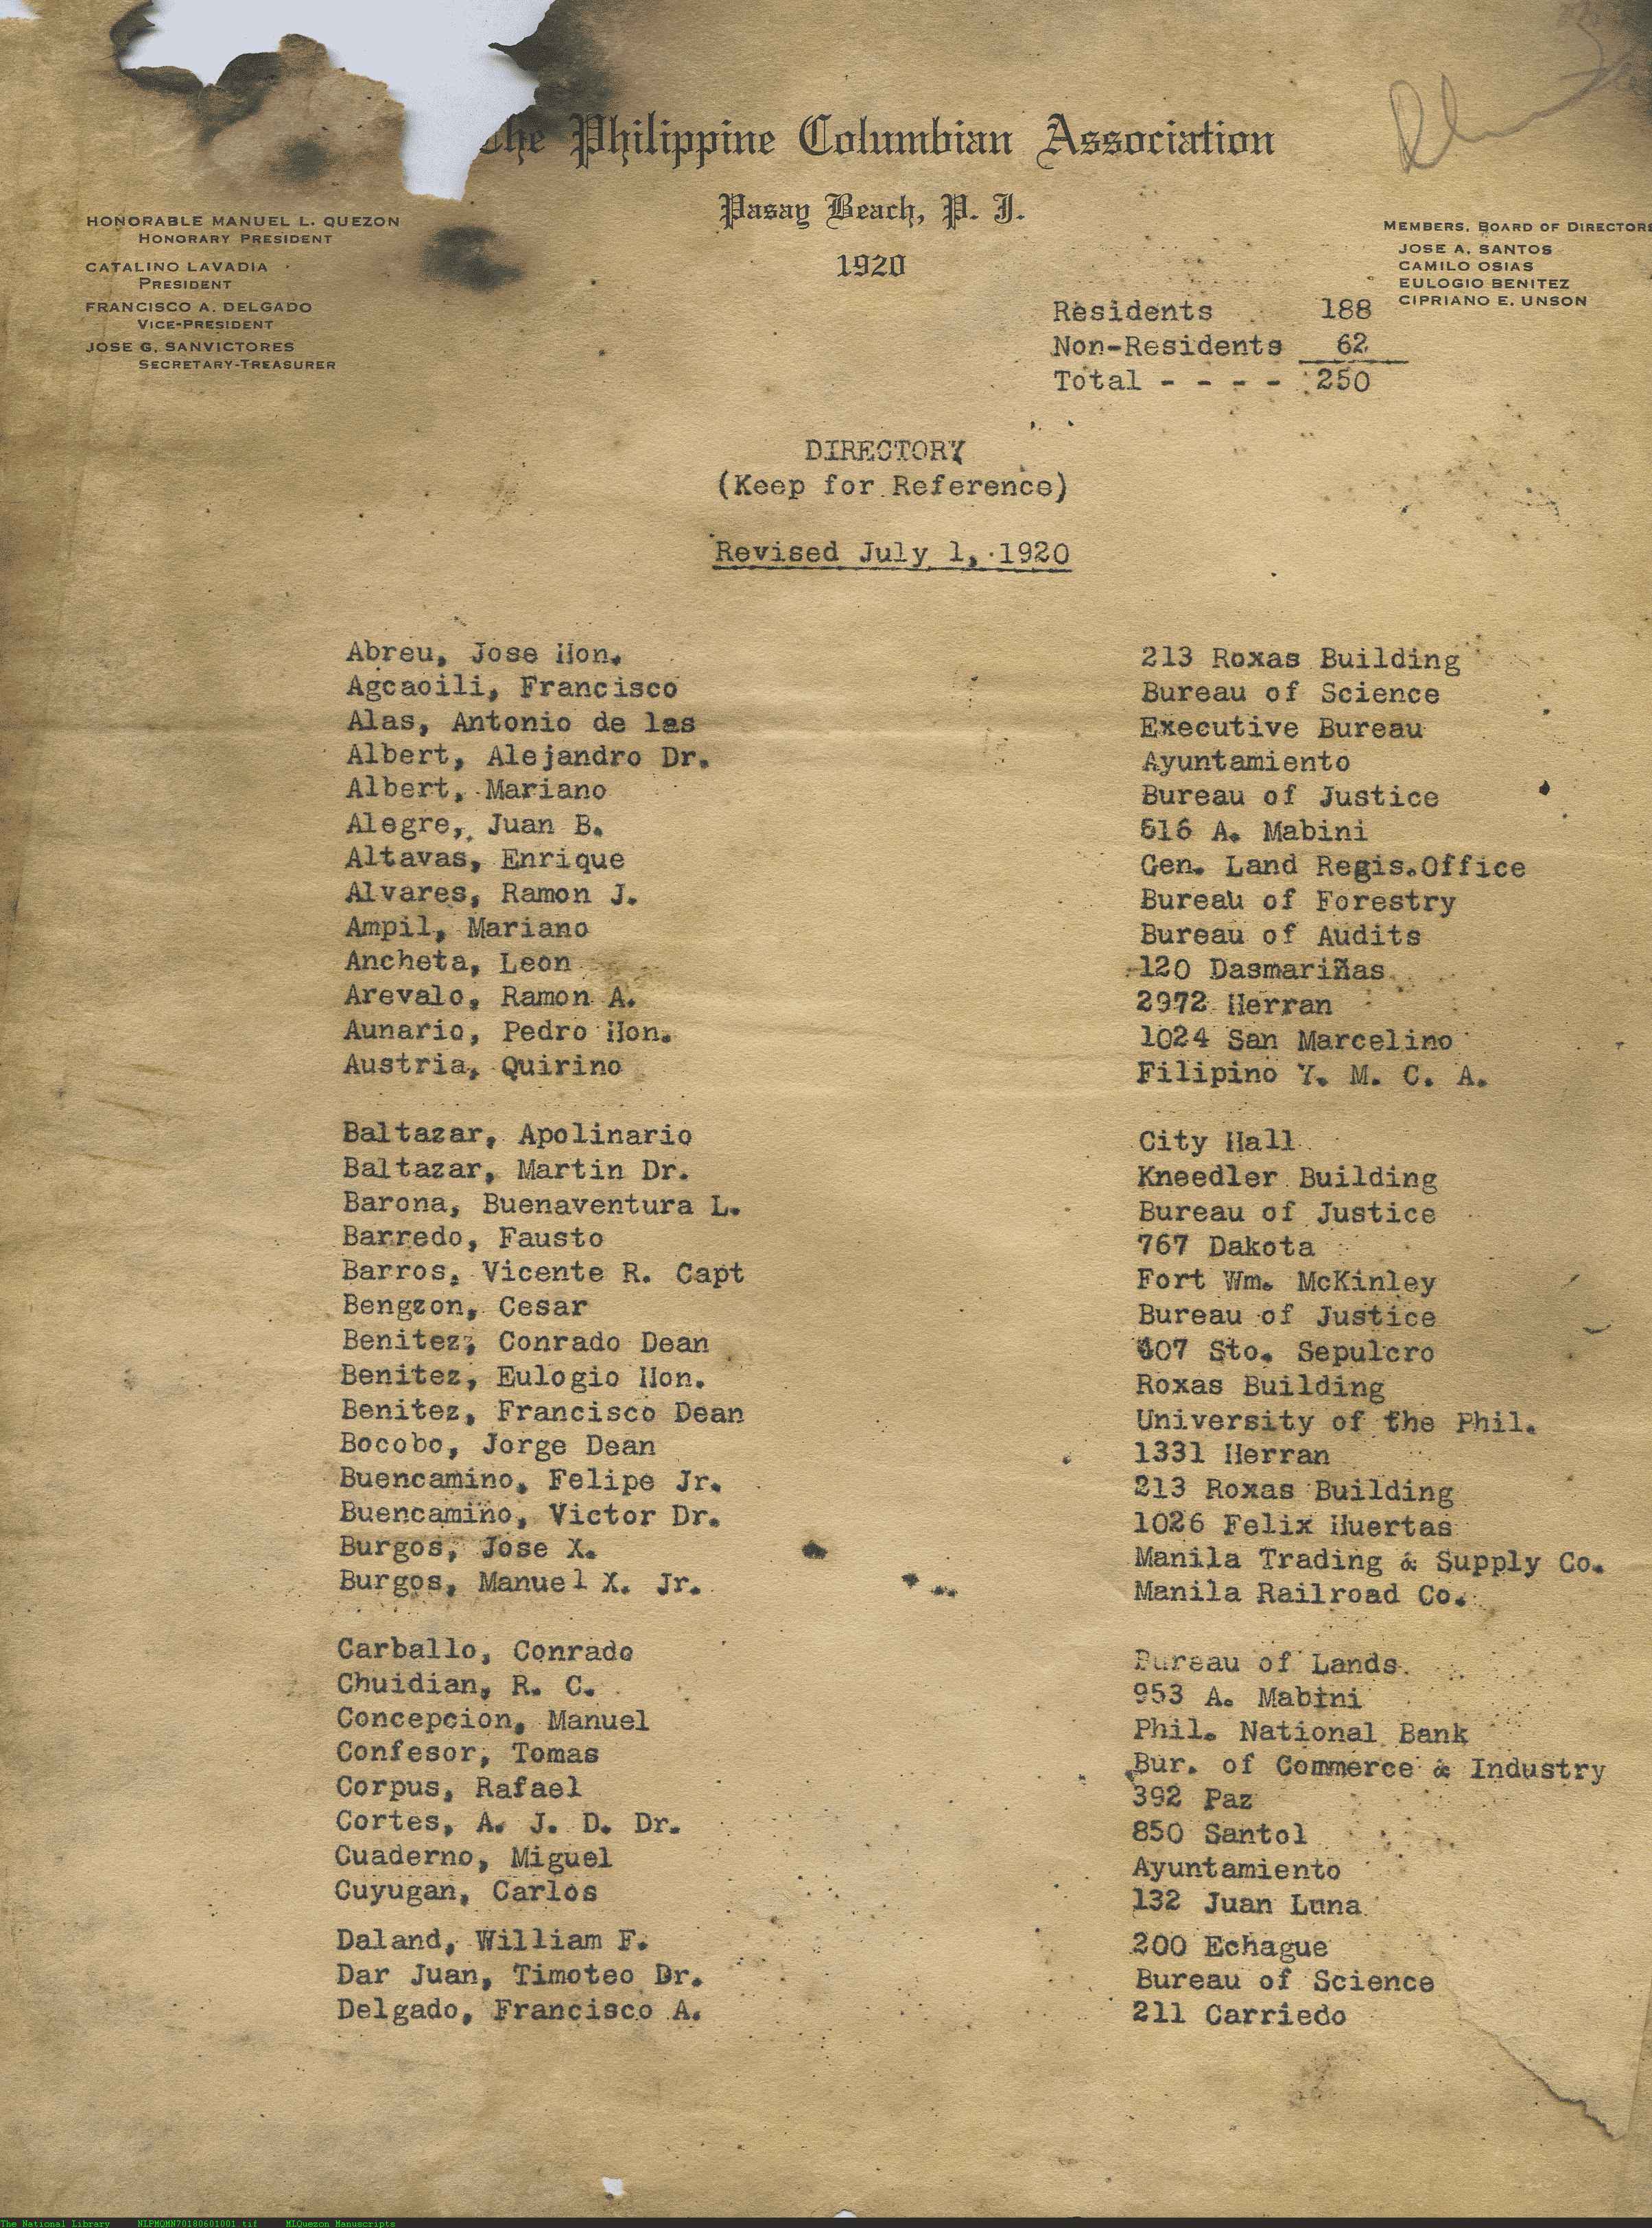 The Philippine Columbian Association
Pasay Beach, P. I.
1920
HONORABLE MANUEL L. QUEZON
HONORARY PRESIDENT
CATALINO LAVADIA
PRESIDENT
FRANCISCO A. DELGADO
VICE-PRESIDENT
JOSE G. SANVICTORES
SECRETARY-TREASURER
MEMBERS, BOARD OF DIRECTORS
JOSE A. SANTOS
CAMILO OSIAS
EULOGIO BENITEZ
CIPRIANO E. UNSON
Residents 188
Non-Residents 62
Total - - - - 250
DIRECTORY
(Keep for Reference)
Revised July 1, 1920
Abreu, Jose Hon. 213 Roxas Building
Agcaoili, Francisco Bureau of Science
Alas, Antonio de las Executive Bureau
Albert, Alejandro Dr. Ayuntamiento
Albert, Mariano Bureau of Justice
Alegre, Juan B. 616 A. Mabini
Altavas, Enrique Gen. Land Regis.Office
Alvares, Ramon J. Bureau of Forestry
Ampil, Mariano Bureau of Audits
Ancheta, Leon 120 Dasmariñas
Arevalo, Ramon A. 2972 Herran
Aunario, Pedro Hon. 1024 San Marcelino
Austria, Quirino Filipino Y. M. C. A.
Baltazar, Apolinario City Hall
Baltazar, Martin Dr. Kneedler Building
Barona, Buenaventura L. Bureau of Justice
Barredo, Fausto 767 Dakota
Barros, Vicente R. Capt Fort Wm. McKinley
Bengzon, Cesar Bureau of Justice
Benitez, Conrado Dean Sto. Sepulcro
Benitez, Eulogio Hon. Roxas Building
Benitez, Francisco Dean University of the Phil.
Bocobo, Jorge Dean 1331 Herran
Buencamino, Felipe Jr. 213 Roxas Building
Buencamino, Victor Dr. 1026 Felix Huertas
Burgos, Jose X. Manila Trading & Supply Co.
Burgos, Manuel X. Jr. Manila Railroad Co.
Carballo, Conrado Bureau of Lands
Chuidian, R. C. 953 A. Mabini
Concepcion, Manuel Phil. National Bank
Confesor, Tomas Bur. of Commerce & Industry
Corpus, Rafael 392 Paz
Cortes, A. J. D. Dr. 850 Santol
Cuaderno, Miguel Ayuntamiento
Cuyugan, Carlos 132 Juan Luna
Daland, William F. 200 Echague
Dar Juan, Timoteo Dr. Bureau of Science
Delgado, Francisco A. 211 Carriedo
The National Library NLPMQMN70180601001.tif MLQuezon Manuscripts